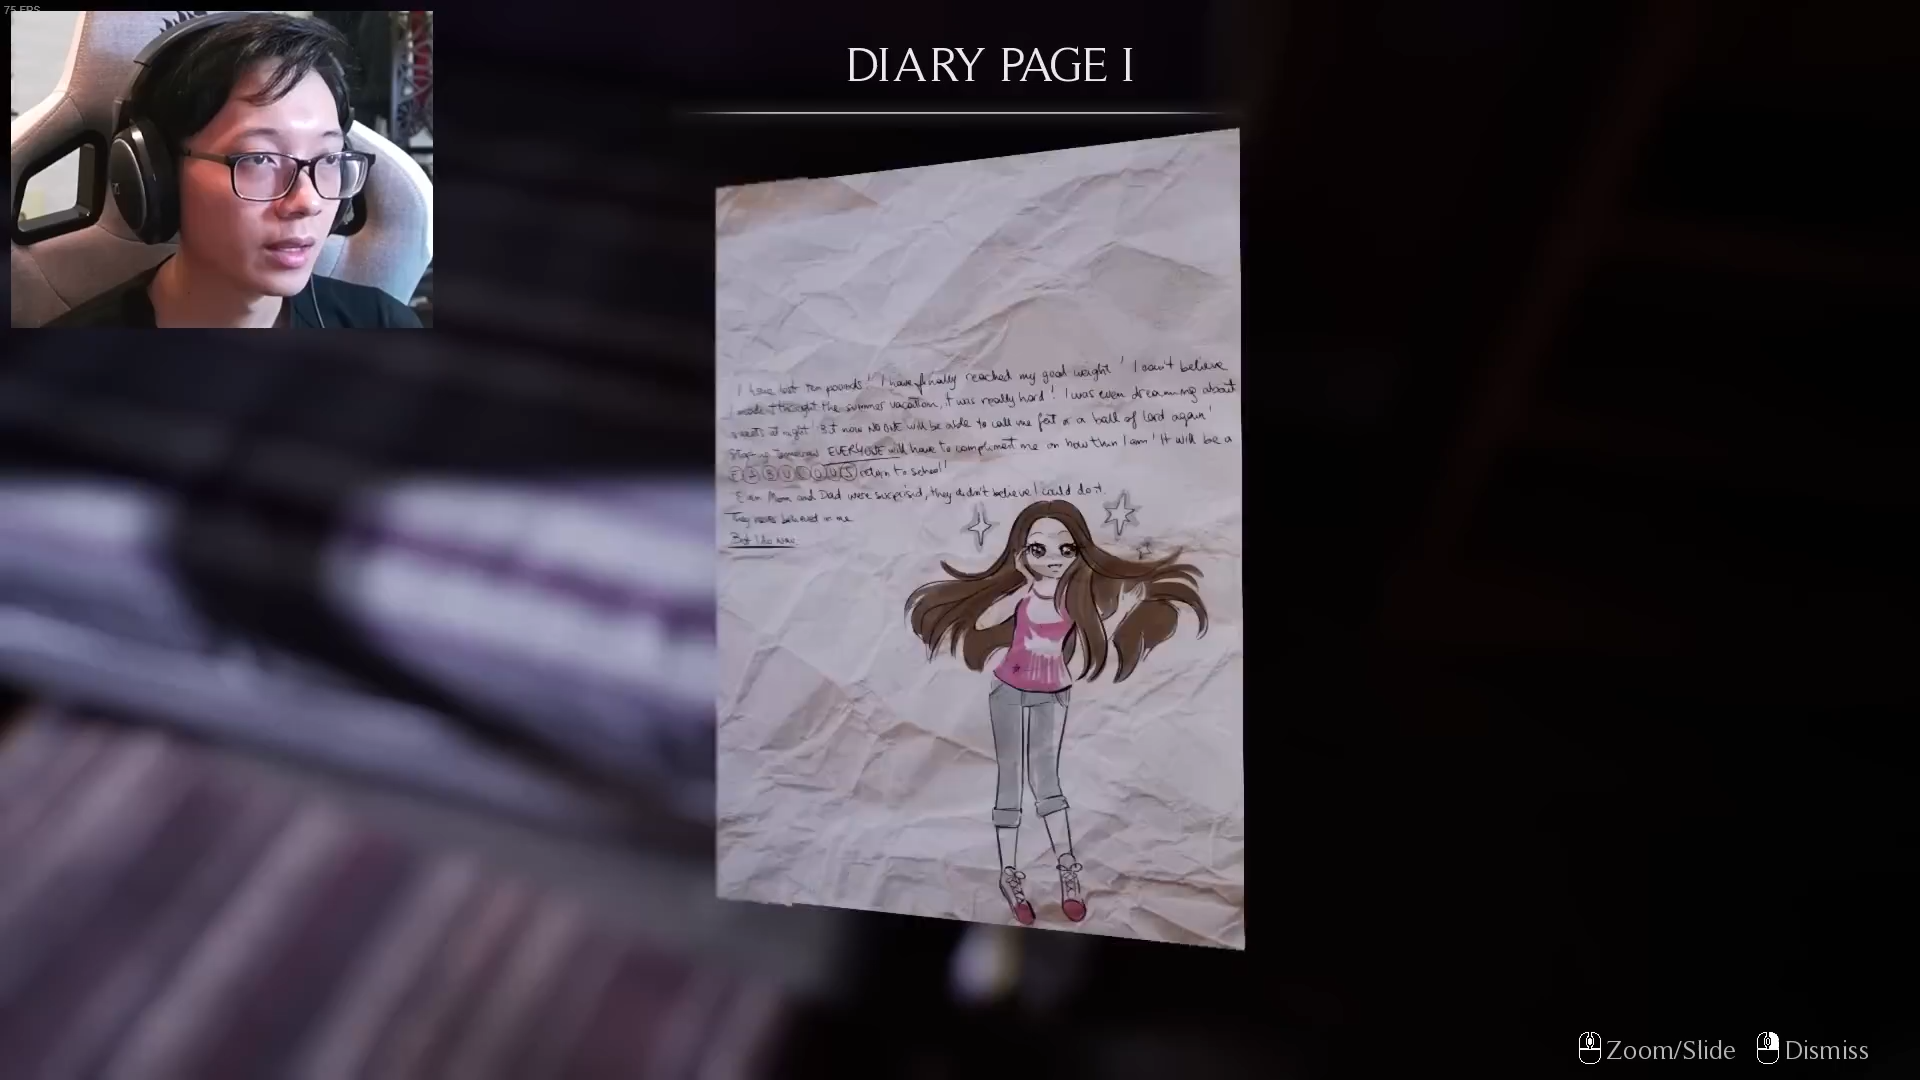 75 FPS
DIARY PAGE I
I have lost ten pounds! I have finally reached my goal weight! I can't believe
I made it the summer vacation, it was really hard! I was even dreaming about
sweets at night! But now NO ONE will be able to call me fat or a ball of lard again!
Starting tomorrow EVERYONE will have to compliment me on how thin I am! It will be a
FABULOUS return to school!
Even Mom and Dad were surprised, they didn't believe I could do it.
They never believed in me
But I do now
Zoom/Slide Dismiss